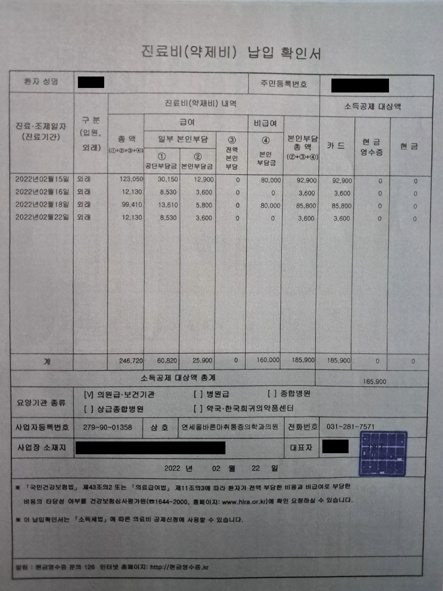 진료비(약제비) 납입 확인서
환자 성명 주민등록번호
진료·조제일자 (진료기간) 구 분 (입원, 외래) 진료비(약제비) 내역 소득공제 대상액
급여 비급여
총 액 (①+②+③+④) 일부 본인부담 ③ 전액 본인 부담 ④ 본인 부담금 본인부담 총액 (②+③+④) 카 드 현 금 영수증 현 금
① 공단부담금 ② 본인부담금
2022년02월15일 외래 123,050 30,150 12,900 0 80,000 92,900 92,900 0 0
2022년02월16일 외래 12,130 8,530 3,600 0 0 3,600 3,600 0 0
2022년02월18일 외래 99,410 13,610 5,800 0 80,000 85,800 85,800 0 0
2022년02월22일 외래 12,130 8,530 3,600 0 0 3,600 3,600 0 0
계 246,720 60,820 25,900 0 160,000 185,900 185,900 0 0
소득공제 대상액 총계 185,900
요양기관 종류 [V] 의원급·보건기관 [ ] 병원급 [ ] 종합병원
[ ] 상급종합병원 [ ] 약국·한국희귀의약품센터
사업자등록번호 279-90-01358 상 호 연세올바른마취통증의학과의원 전화번호 031-281-7571
사업장 소재지 대표자
2022 년 02 월 22 일
※ 「국민건강보험법」 제43조의2 또는 「의료급여법」 제11조의3에 따라 환자가 전액 부담한 비용과 비급여로 부담한
비용의 타당성 여부를 건강보험심사평가원(☎1644-2000, 홈페이지: www.hira.or.kr)에 확인 요청하실 수 있습니다.
※ 이 납입확인서는 「소득세법」에 따른 의료비 공제신청에 사용할 수 있습니다.
알림 : 현금영수증 문의 126 인터넷 홈페이지: http://현금영수증.kr